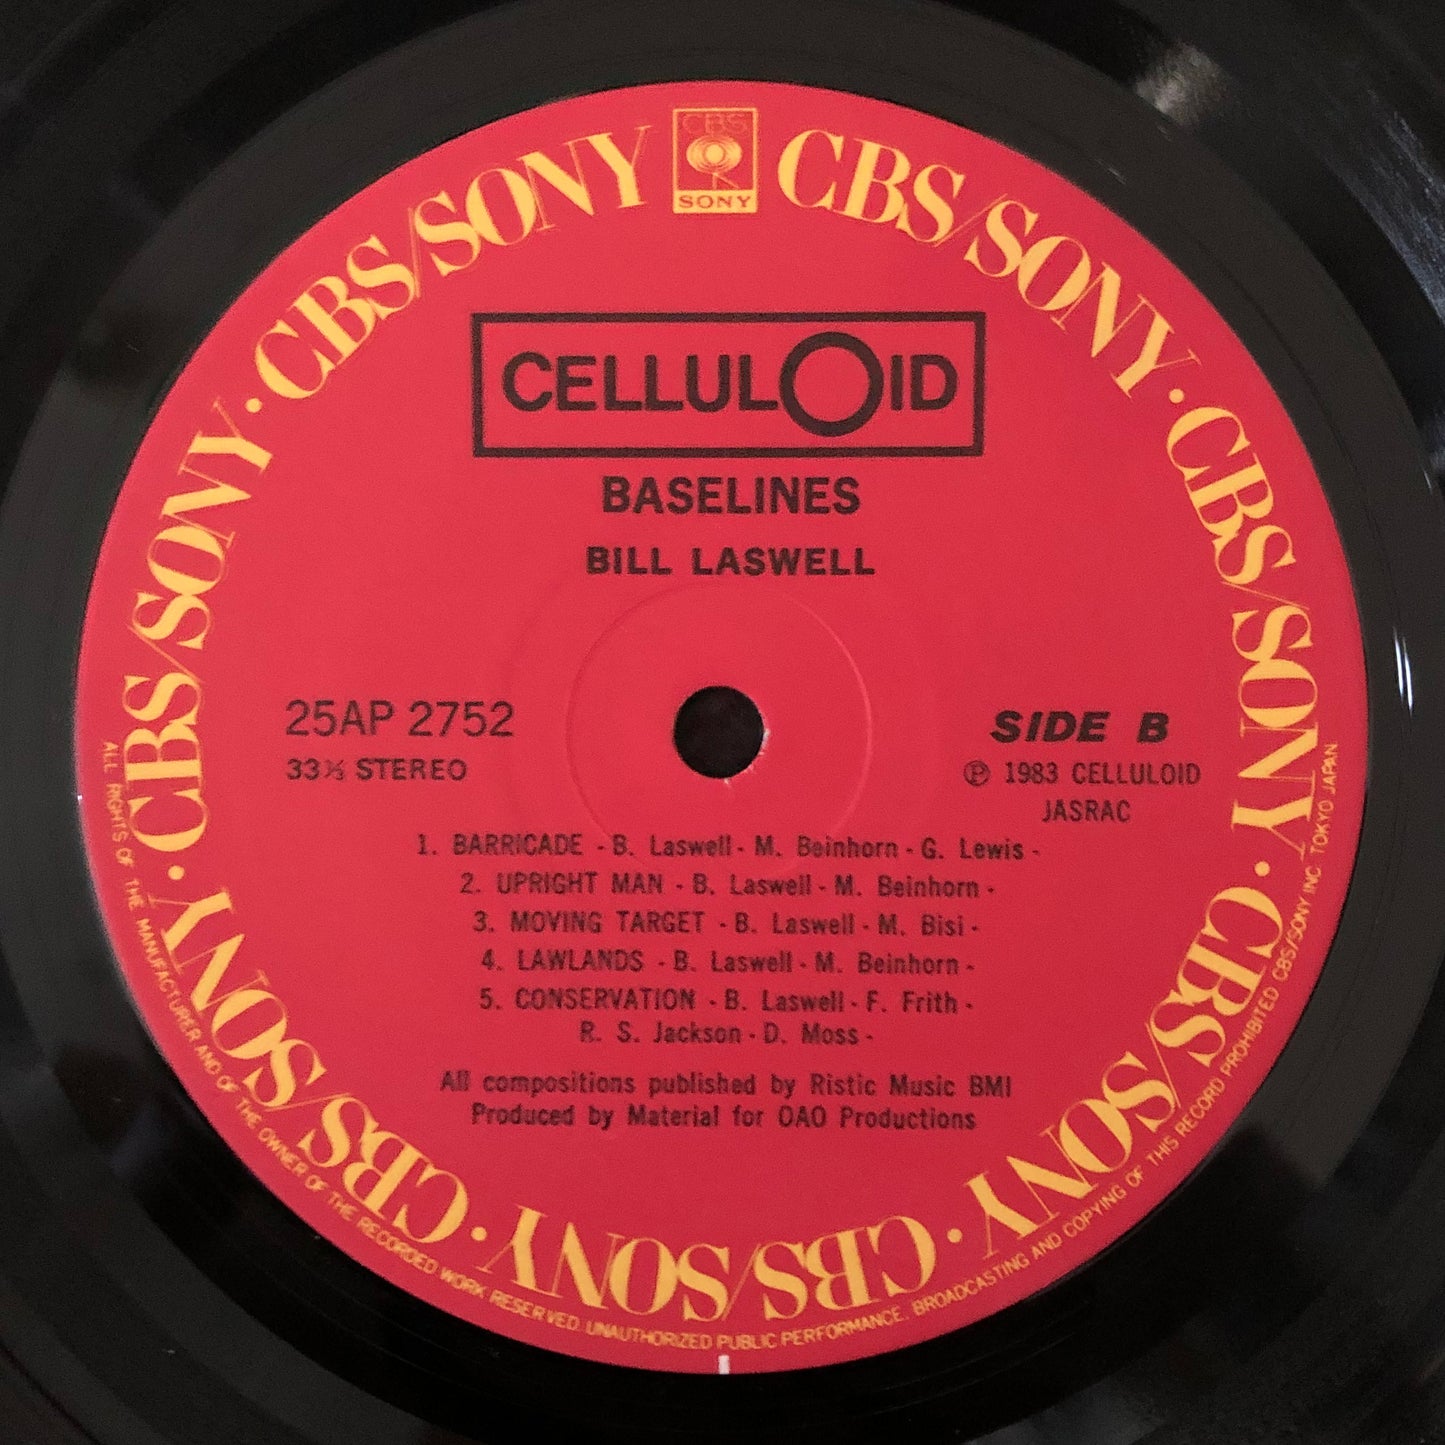 CBS
SONY
CBS/SONY · CBS/SONY · CBS/SONY · CBS/SONY · CBS/SONY · CBS/SONY · CBS/SONY · CBS/SONY · CBS/SONY
CELLULOID
BASELINES
BILL LASWELL
25AP 2752
33⅓ STEREO
SIDE B
℗ 1983 CELLULOID
JASRAC
1. BARRICADE - B. Laswell - M. Beinhorn - G. Lewis -
2. UPRIGHT MAN - B. Laswell - M. Beinhorn -
3. MOVING TARGET - B. Laswell - M. Bisi -
4. LAWLANDS - B. Laswell - M. Beinhorn -
5. CONSERVATION - B. Laswell - F. Frith -
R. S. Jackson - D. Moss -
All compositions published by Ristic Music BMI
Produced by Material for OAO Productions
ALL RIGHTS OF THE MANUFACTURER AND OF THE OWNER OF THE RECORDED WORK RESERVED. UNAUTHORIZED PUBLIC PERFORMANCE, BROADCASTING AND COPYING OF THIS RECORD PROHIBITED CBS/SONY INC. TOKYO JAPAN